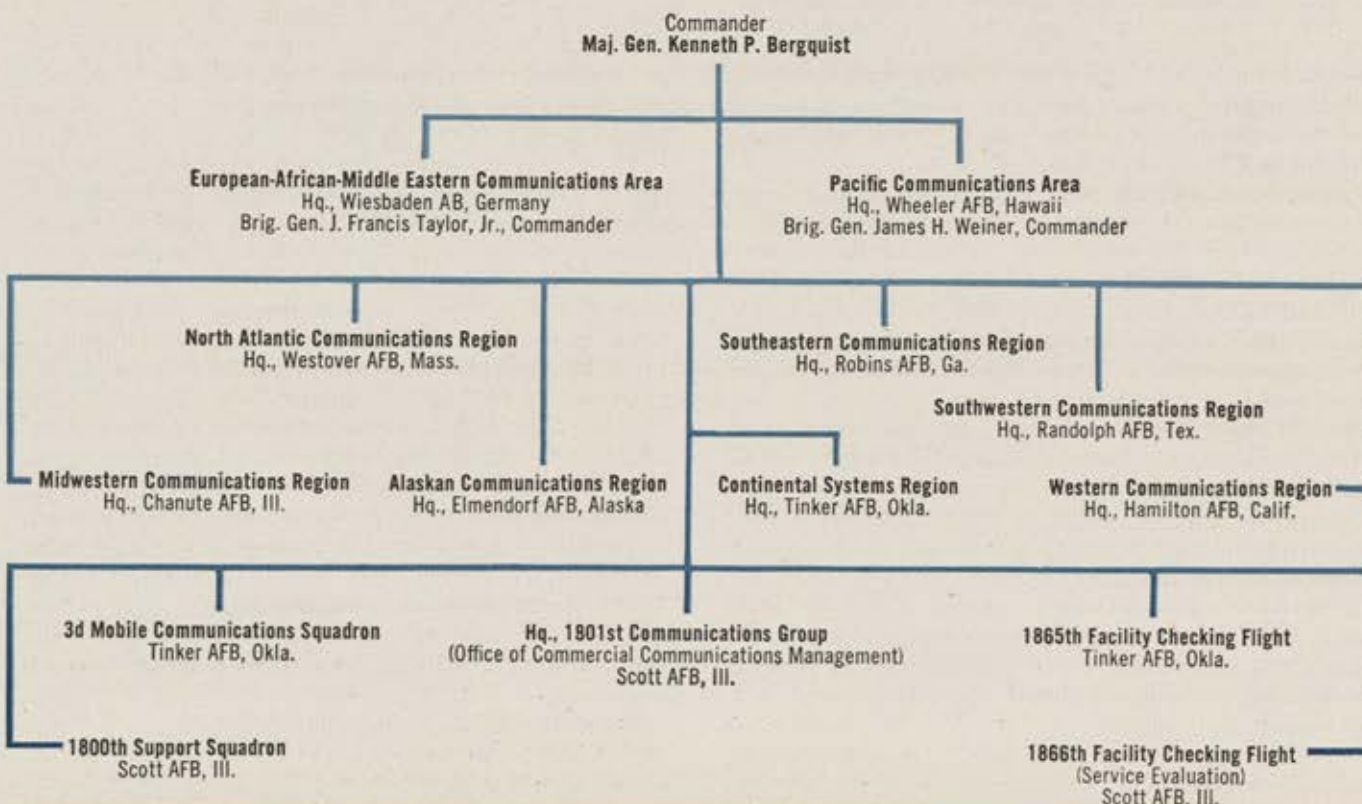 Commander
Maj. Gen. Kenneth P. Bergquist
European-African-Middle Eastern Communications Area
Hq., Wiesbaden AB, Germany
Brig. Gen. J. Francis Taylor, Jr., Commander
Pacific Communications Area
Hq., Wheeler AFB, Hawaii
Brig. Gen. James H. Weiner, Commander
North Atlantic Communications Region
Hq., Westover AFB, Mass.
Southeastern Communications Region
Hq., Robins AFB, Ga.
Southwestern Communications Region
Hq., Randolph AFB, Tex.
Midwestern Communications Region
Hq., Chanute AFB, Ill.
Alaskan Communications Region
Hq., Elmendorf AFB, Alaska
Continental Systems Region
Hq., Tinker AFB, Okla.
Western Communications Region
Hq., Hamilton AFB, Calif.
3d Mobile Communications Squadron
Tinker AFB, Okla.
Hq., 1801st Communications Group
(Office of Commercial Communications Management)
Scott AFB, Ill.
1865th Facility Checking Flight
Tinker AFB, Okla.
1800th Support Squadron
Scott AFB, Ill.
1866th Facility Checking Flight
(Service Evaluation)
Scott AFB, Ill.